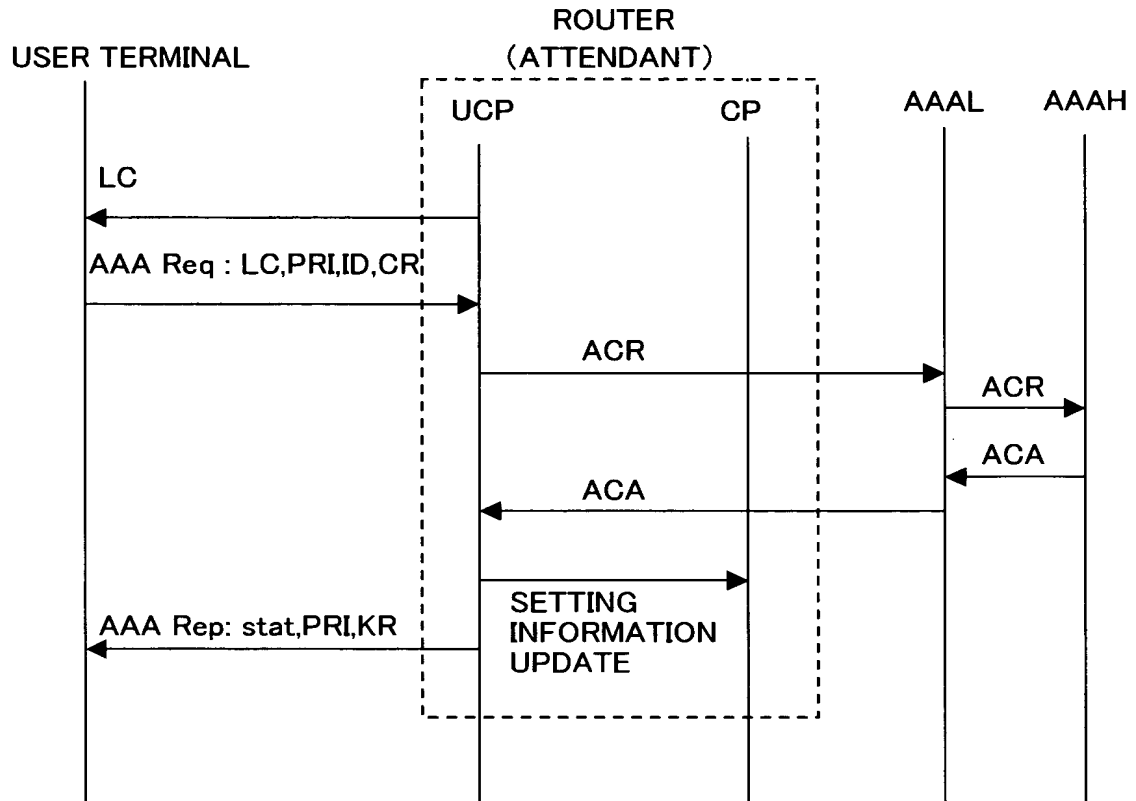 ROUTER
(ATTENDANT)
USER TERMINAL
UCP
CP
AAAL
AAAH
LC
AAA Req : LC,PRI,ID,CR
ACR
ACR
ACA
ACA
SETTING
INFORMATION
UPDATE
AAA Rep: stat,PRI,KR